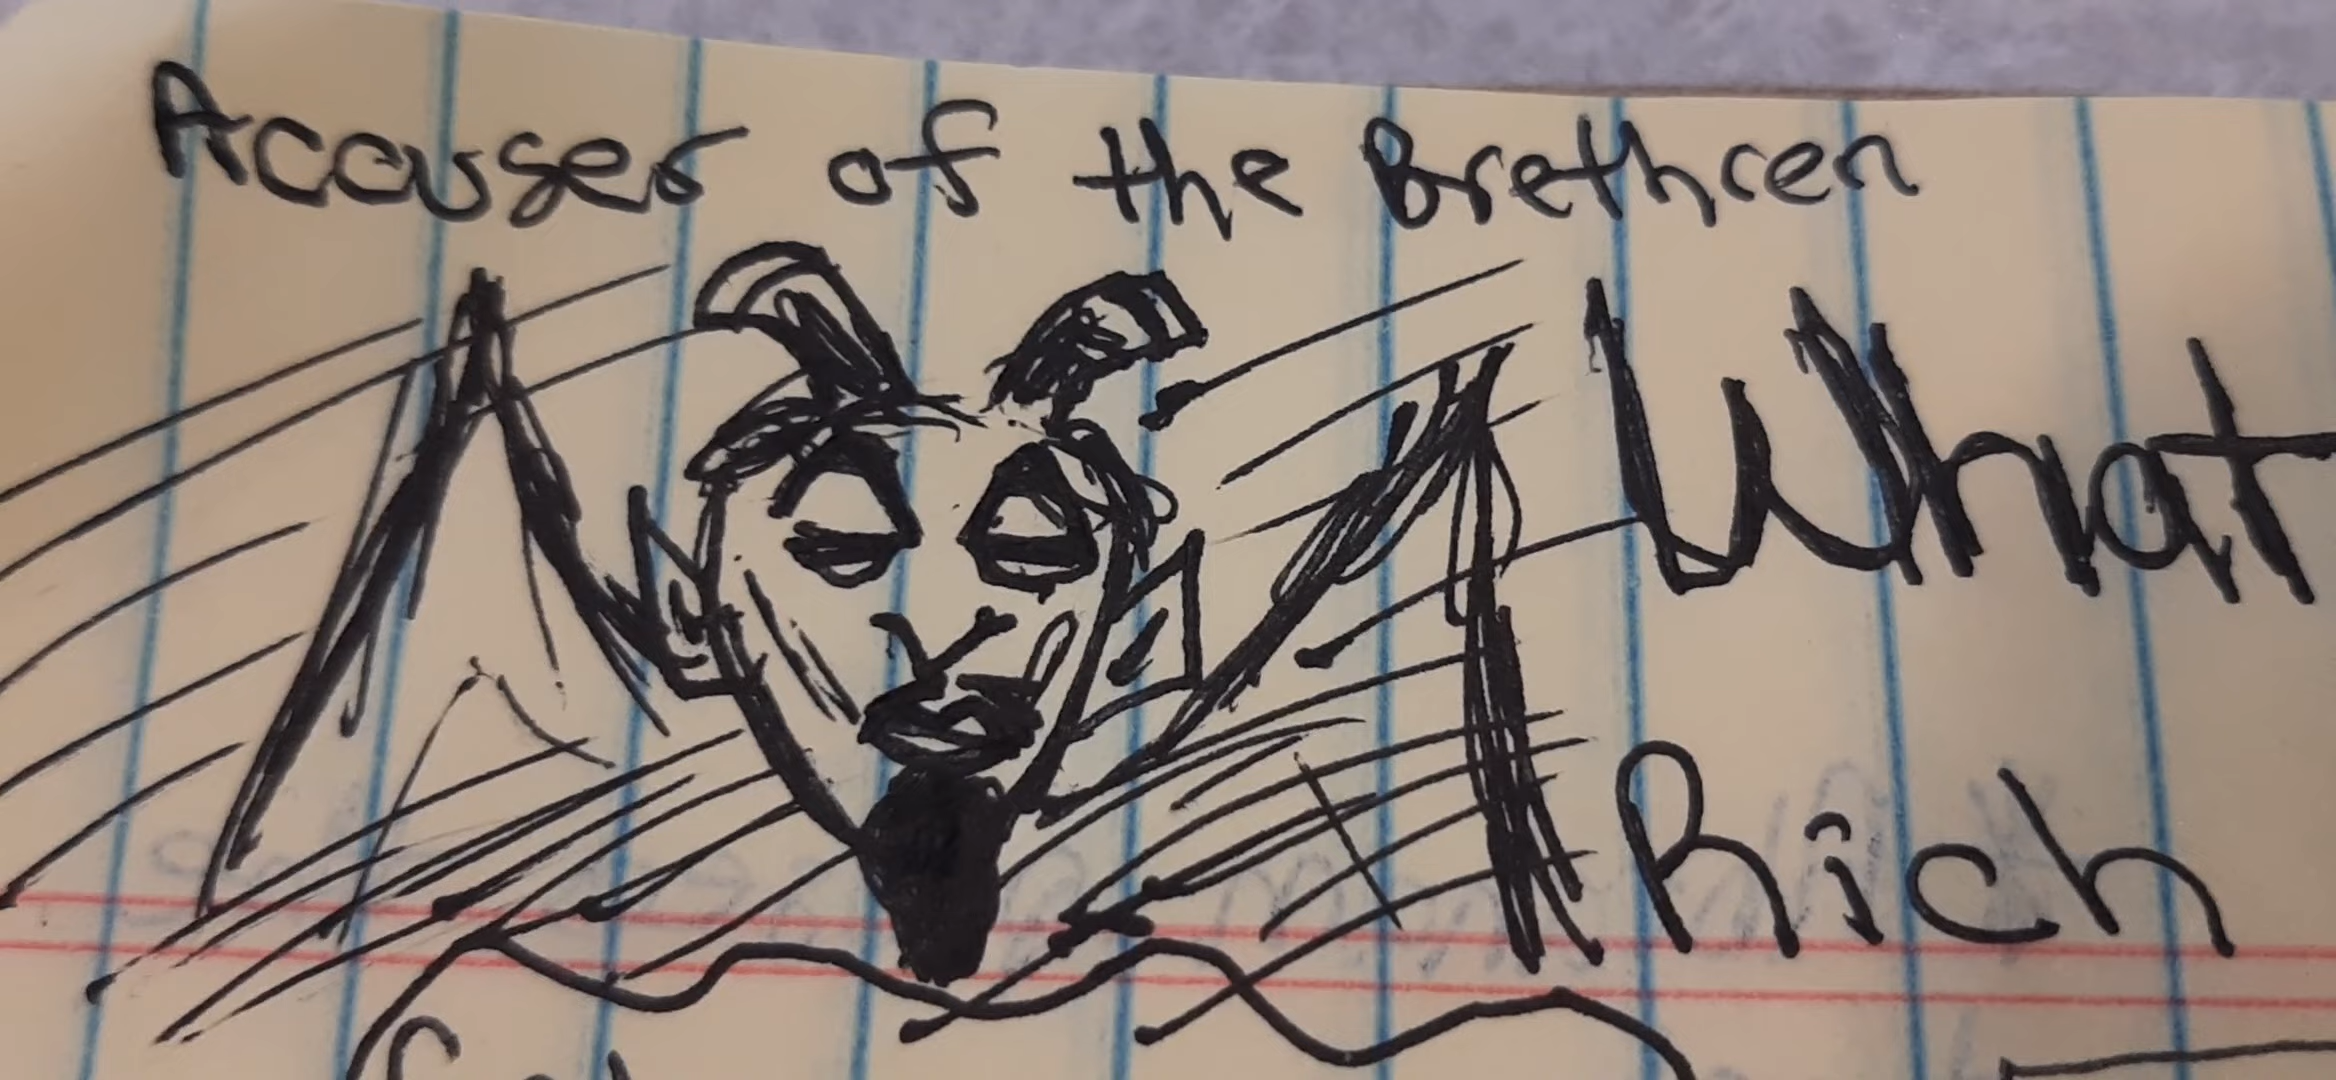 Accuser of the Brethren
What
Rich